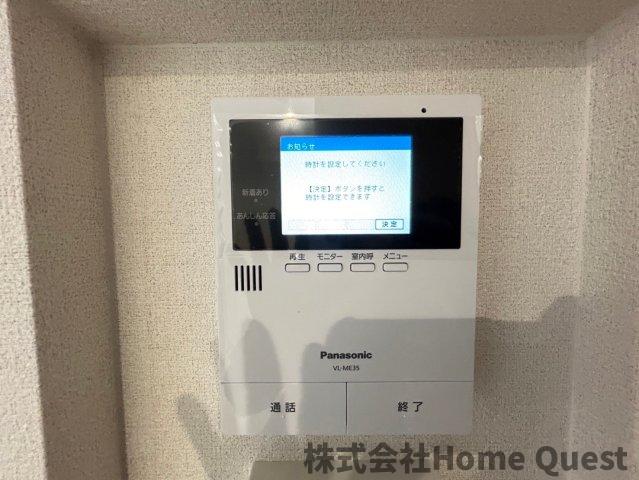 お知らせ
時計を設定してください
【決定】ボタンを押すと
時計を設定できます
決定
新着あり
あんしん応答
再生 モニター 室内呼 メニュー
Panasonic
VL-ME35
通話 終了
株式会社Home Quest